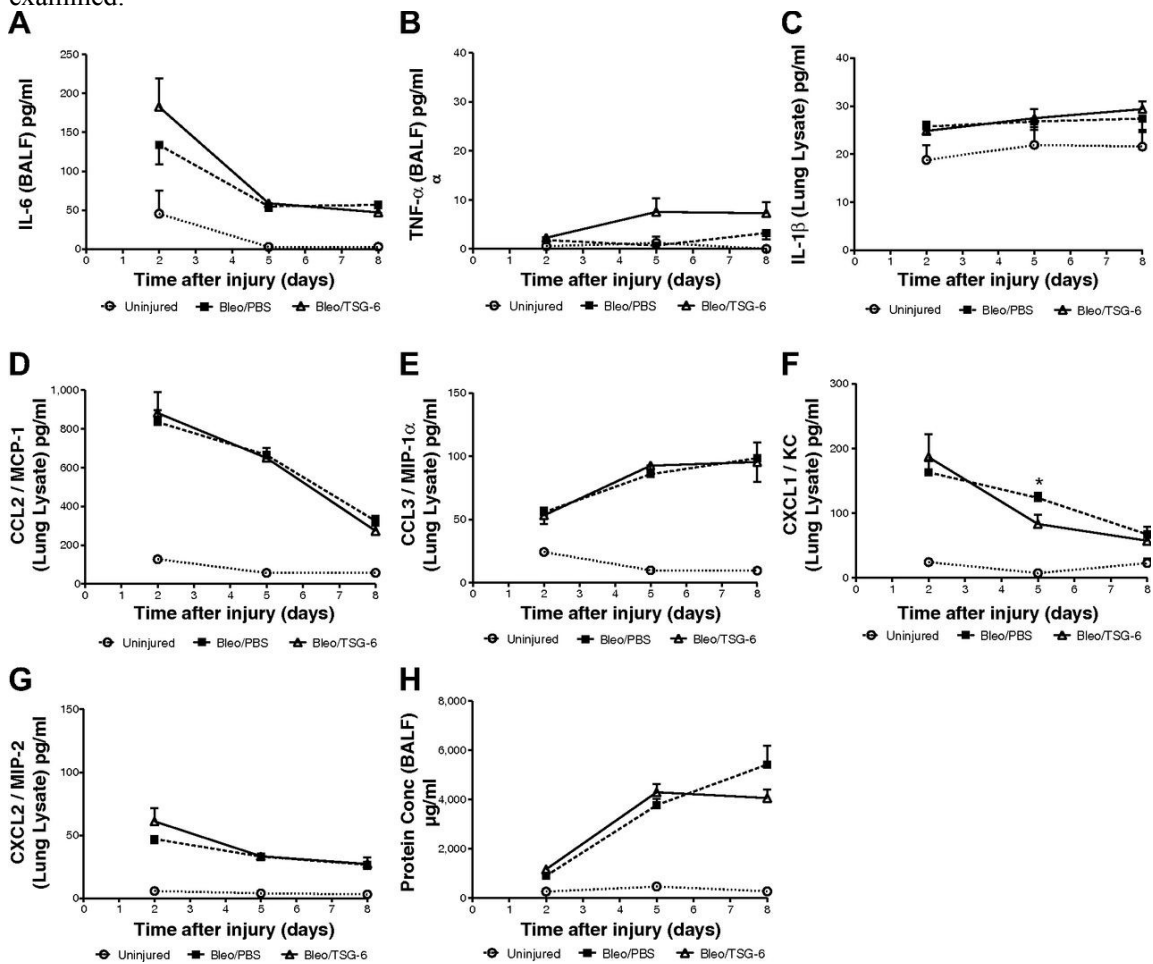 examined.
A
B
C
IL-6 (BALF) pg/ml
250
200
150
100
50
0
0 1 2 3 4 5 6 7 8
Time after injury (days)
Uninjured Bleo/PBS Bleo/TSG-6
TNF-α (BALF) pg/ml
α
40
30
20
10
0
0 1 2 3 4 5 6 7 8
Time after injury (days)
Uninjured Bleo/PBS Bleo/TSG-6
IL-1β (Lung Lysate) pg/ml
40
30
20
10
0
0 1 2 3 4 5 6 7 8
Time after injury (days)
Uninjured Bleo/PBS Bleo/TSG-6
D
E
F
CCL2 / MCP-1
(Lung Lysate) pg/ml
1,000
800
600
400
200
0
0 1 2 3 4 5 6 7 8
Time after injury (days)
Uninjured Bleo/PBS Bleo/TSG-6
CCL3 / MIP-1α
(Lung Lysate) pg/ml
150
100
50
0
0 1 2 3 4 5 6 7 8
Time after injury (days)
Uninjured Bleo/PBS Bleo/TSG-6
CXCL1 / KC
(Lung Lysate) pg/ml
300
200
100
0
*
0 1 2 3 4 5 6 7 8
Time after injury (days)
Uninjured Bleo/PBS Bleo/TSG-6
G
H
CXCL2 / MIP-2
(Lung Lysate) pg/ml
150
100
50
0
0 1 2 3 4 5 6 7 8
Time after injury (days)
Uninjured Bleo/PBS Bleo/TSG-6
Protein Conc (BALF)
µg/ml
8,000
6,000
4,000
2,000
0
0 1 2 3 4 5 6 7 8
Time after injury (days)
Uninjured Bleo/PBS Bleo/TSG-6